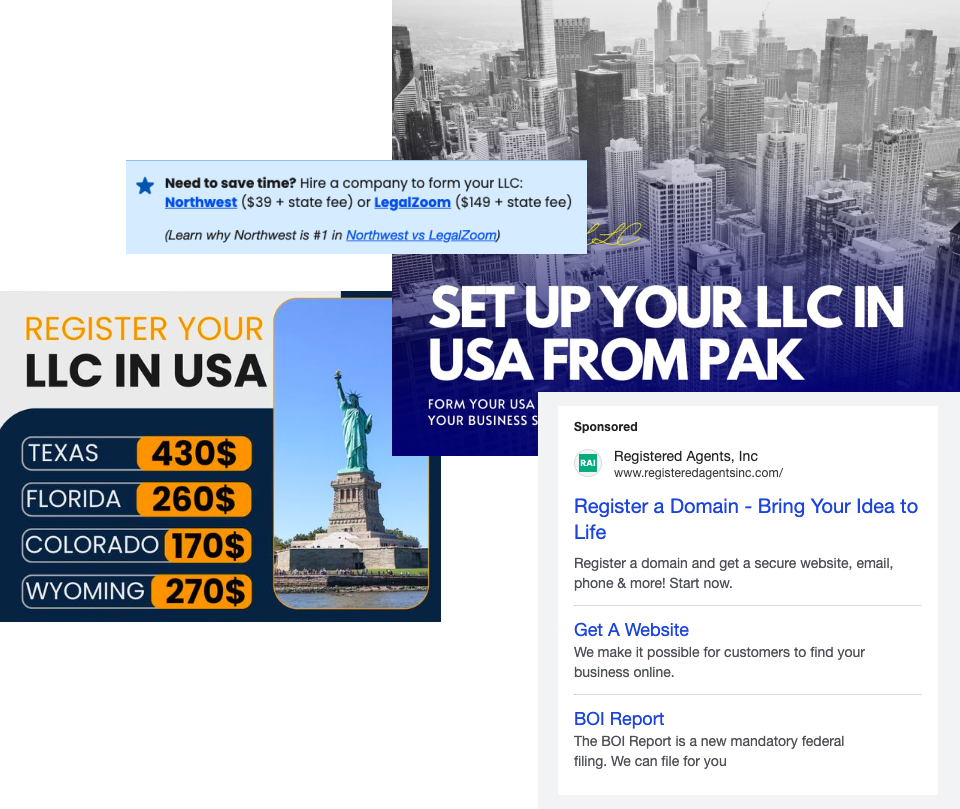 Need to save time? Hire a company to form your LLC:
Northwest ($39 + state fee) or LegalZoom ($149 + state fee)
(Learn why Northwest is #1 in Northwest vs LegalZoom)
SET UP YOUR LLC IN
USA FROM PAK
FORM YOUR USA
YOUR BUSINESS S
REGISTER YOUR
LLC IN USA
TEXAS 430$
FLORIDA 260$
COLORADO 170$
WYOMING 270$
Sponsored
RAI
Registered Agents, Inc
www.registeredagentsinc.com/
Register a Domain - Bring Your Idea to
Life
Register a domain and get a secure website, email,
phone & more! Start now.
Get A Website
We make it possible for customers to find your
business online.
BOI Report
The BOI Report is a new mandatory federal
filing. We can file for you